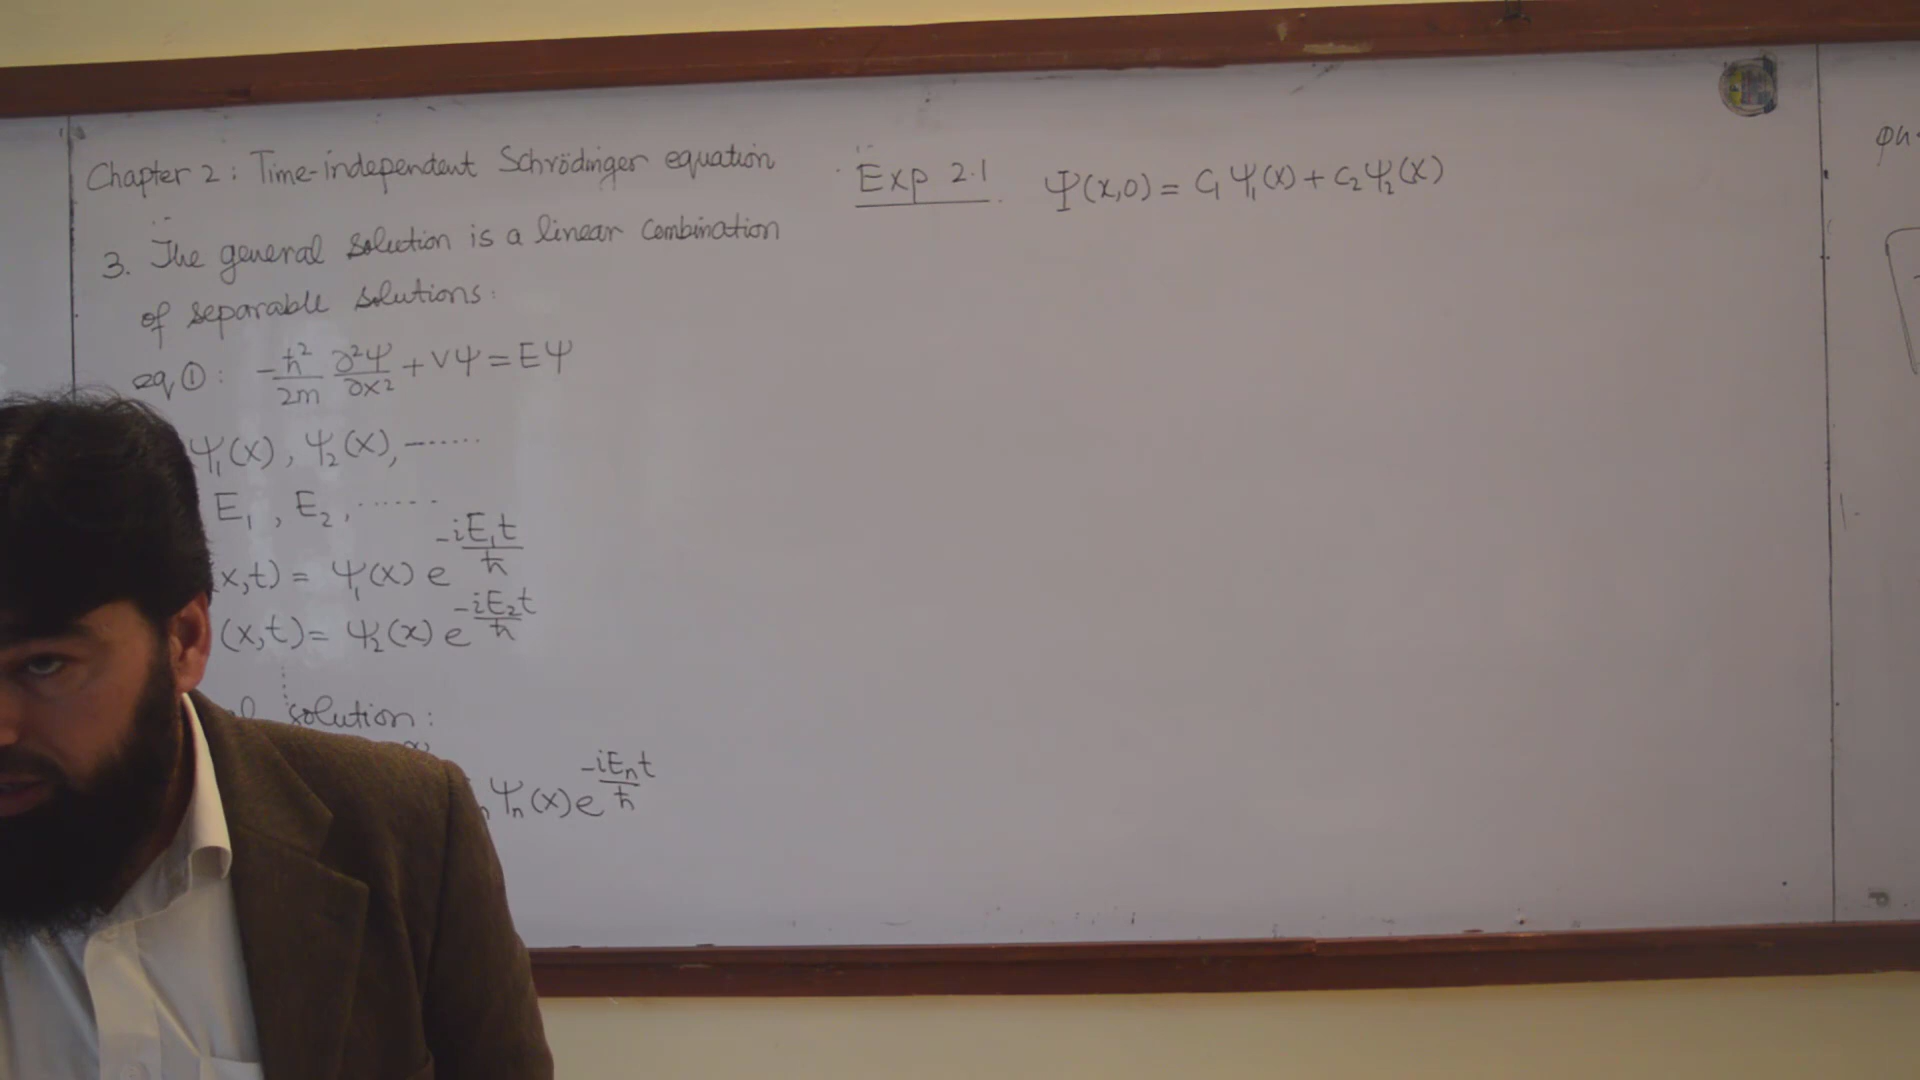 Chapter 2: Time-independent Schrödinger equation
3. The general solution is a linear combination
of separable solutions:
eq ①: -ħ²/2m ∂²Ψ/∂x² + VΨ = EΨ
Ψ₁(x), Ψ₂(x), -······
E₁, E₂, ······
(x,t) = Ψ₁(x) e^(-iE₁t/ħ)
(x,t) = Ψ₂(x) e^(-iE₂t/ħ)
solution:
Ψₙ(x) e^(-iEₙt/ħ)
Exp 2.1 Ψ(x,0) = C₁Ψ₁(x) + C₂Ψ₂(x)